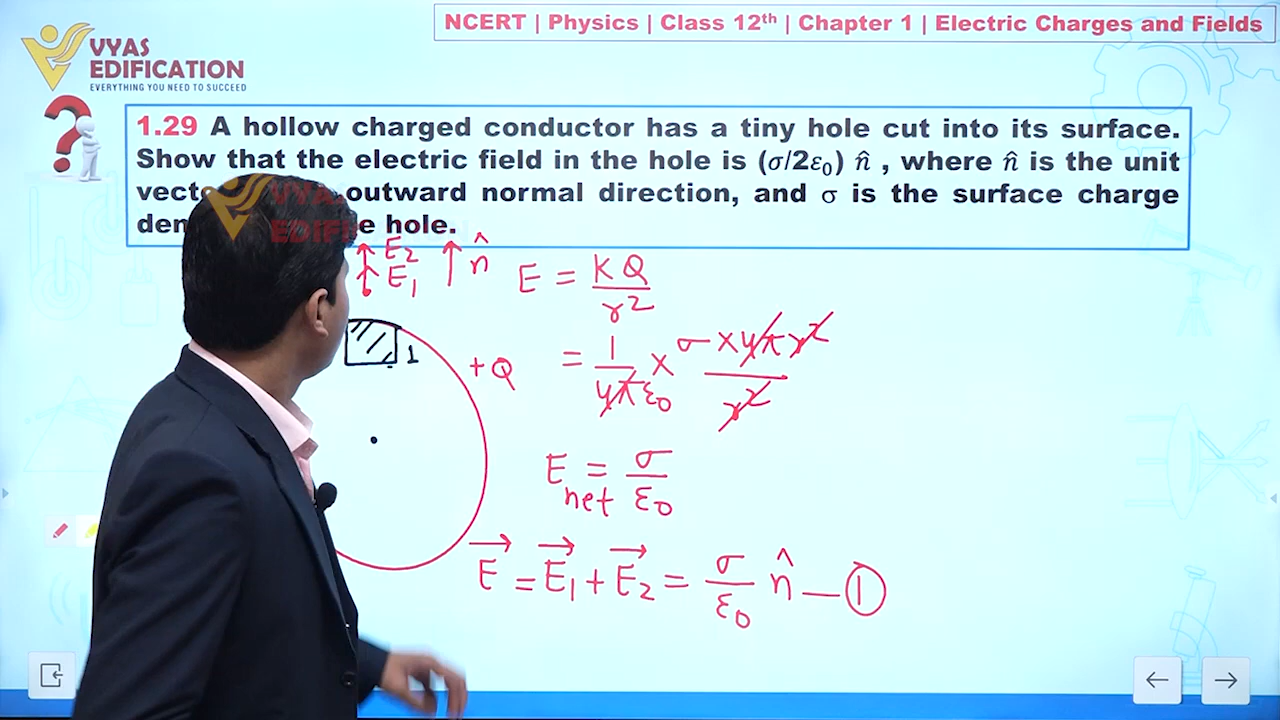 NCERT | Physics | Class 12th | Chapter 1 | Electric Charges and Fields
VYAS
EDIFICATION
EVERYTHING YOU NEED TO SUCCEED
?
1.29 A hollow charged conductor has a tiny hole cut into its surface.
Show that the electric field in the hole is (σ/2ε₀) n̂ , where n̂ is the unit
outward normal direction, and σ is the surface charge
hole.
E₂
E₁
n̂
E = KQ/r²
1
+Q
= 1/4πε₀ × σ×4πr²/r²
E net = σ/ε₀
E⃗ = E⃗₁ + E⃗₂ = σ/ε₀ n̂ — ①